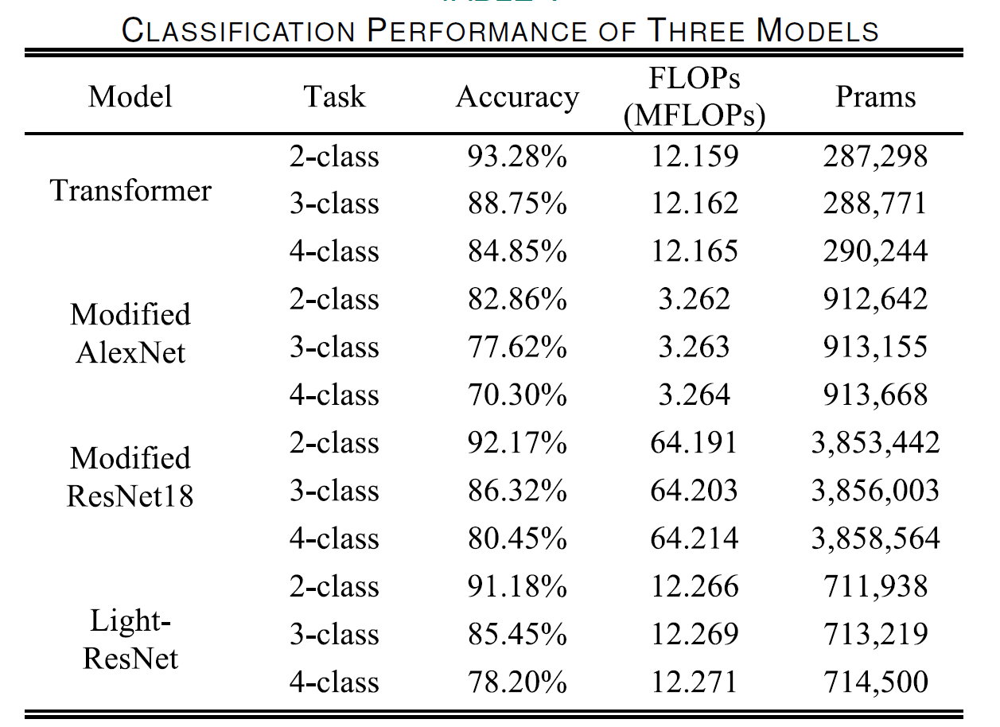 CLASSIFICATION PERFORMANCE OF THREE MODELS
Model Task Accuracy FLOPs (MFLOPs) Prams
Transformer
2-class 93.28% 12.159 287,298
3-class 88.75% 12.162 288,771
4-class 84.85% 12.165 290,244
Modified AlexNet
2-class 82.86% 3.262 912,642
3-class 77.62% 3.263 913,155
4-class 70.30% 3.264 913,668
Modified ResNet18
2-class 92.17% 64.191 3,853,442
3-class 86.32% 64.203 3,856,003
4-class 80.45% 64.214 3,858,564
Light-ResNet
2-class 91.18% 12.266 711,938
3-class 85.45% 12.269 713,219
4-class 78.20% 12.271 714,500